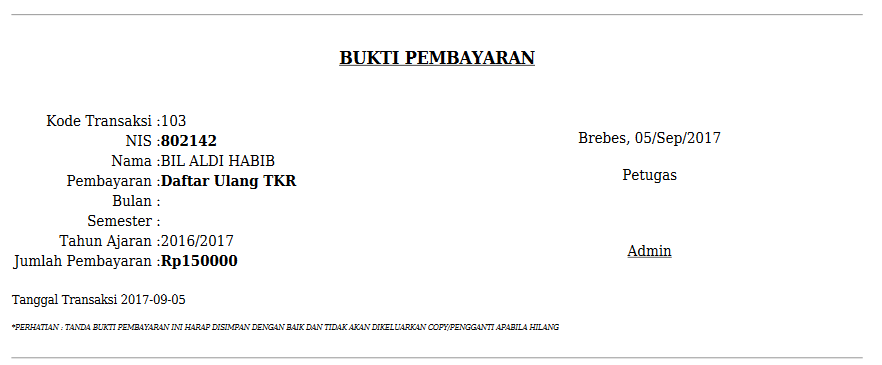 BUKTI PEMBAYARAN
Kode Transaksi :103
NIS :802142
Nama :BIL ALDI HABIB
Pembayaran :Daftar Ulang TKR
Bulan :
Semester :
Tahun Ajaran :2016/2017
Jumlah Pembayaran :Rp150000
Brebes, 05/Sep/2017
Petugas
Admin
Tanggal Transaksi 2017-09-05
*PERHATIAN : TANDA BUKTI PEMBAYARAN INI HARAP DISIMPAN DENGAN BAIK DAN TIDAK AKAN DIKELUARKAN COPY/PENGGANTI APABILA HILANG